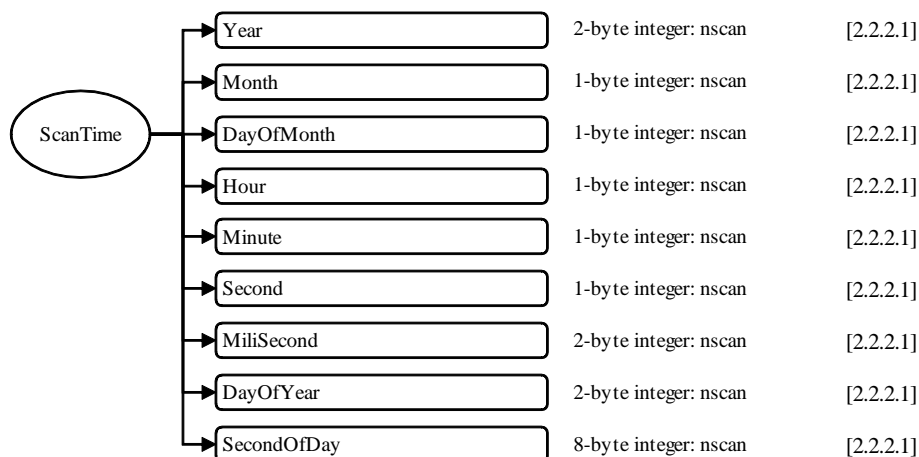 Year 2-byte integer: nscan [2.2.2.1]
Month 1-byte integer: nscan [2.2.2.1]
ScanTime DayOfMonth 1-byte integer: nscan [2.2.2.1]
Hour 1-byte integer: nscan [2.2.2.1]
Minute 1-byte integer: nscan [2.2.2.1]
Second 1-byte integer: nscan [2.2.2.1]
MiliSecond 2-byte integer: nscan [2.2.2.1]
DayOfYear 2-byte integer: nscan [2.2.2.1]
SecondOfDay 8-byte integer: nscan [2.2.2.1]